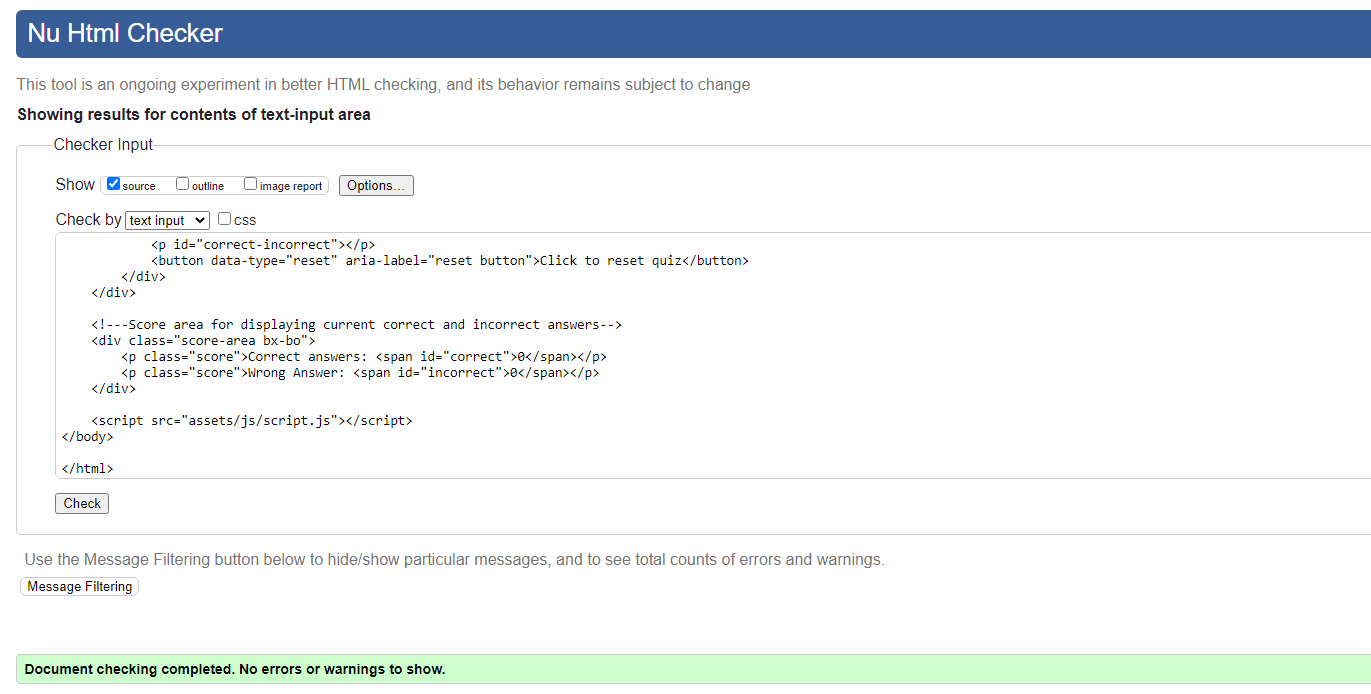 Nu Html Checker
This tool is an ongoing experiment in better HTML checking, and its behavior remains subject to change
Showing results for contents of text-input area
Checker Input
Show source outline image report Options...
Check by text input css
            <p id="correct-incorrect"></p>
            <button data-type="reset" aria-label="reset button">Click to reset quiz</button>
        </div>
    </div>
    <!---Score area for displaying current correct and incorrect answers-->
    <div class="score-area bx-bo">
        <p class="score">Correct answers: <span id="correct">0</span></p>
        <p class="score">Wrong Answer: <span id="incorrect">0</span></p>
    </div>
    <script src="assets/js/script.js"></script>
</body>
</html>
Check
Use the Message Filtering button below to hide/show particular messages, and to see total counts of errors and warnings.
Message Filtering
Document checking completed. No errors or warnings to show.